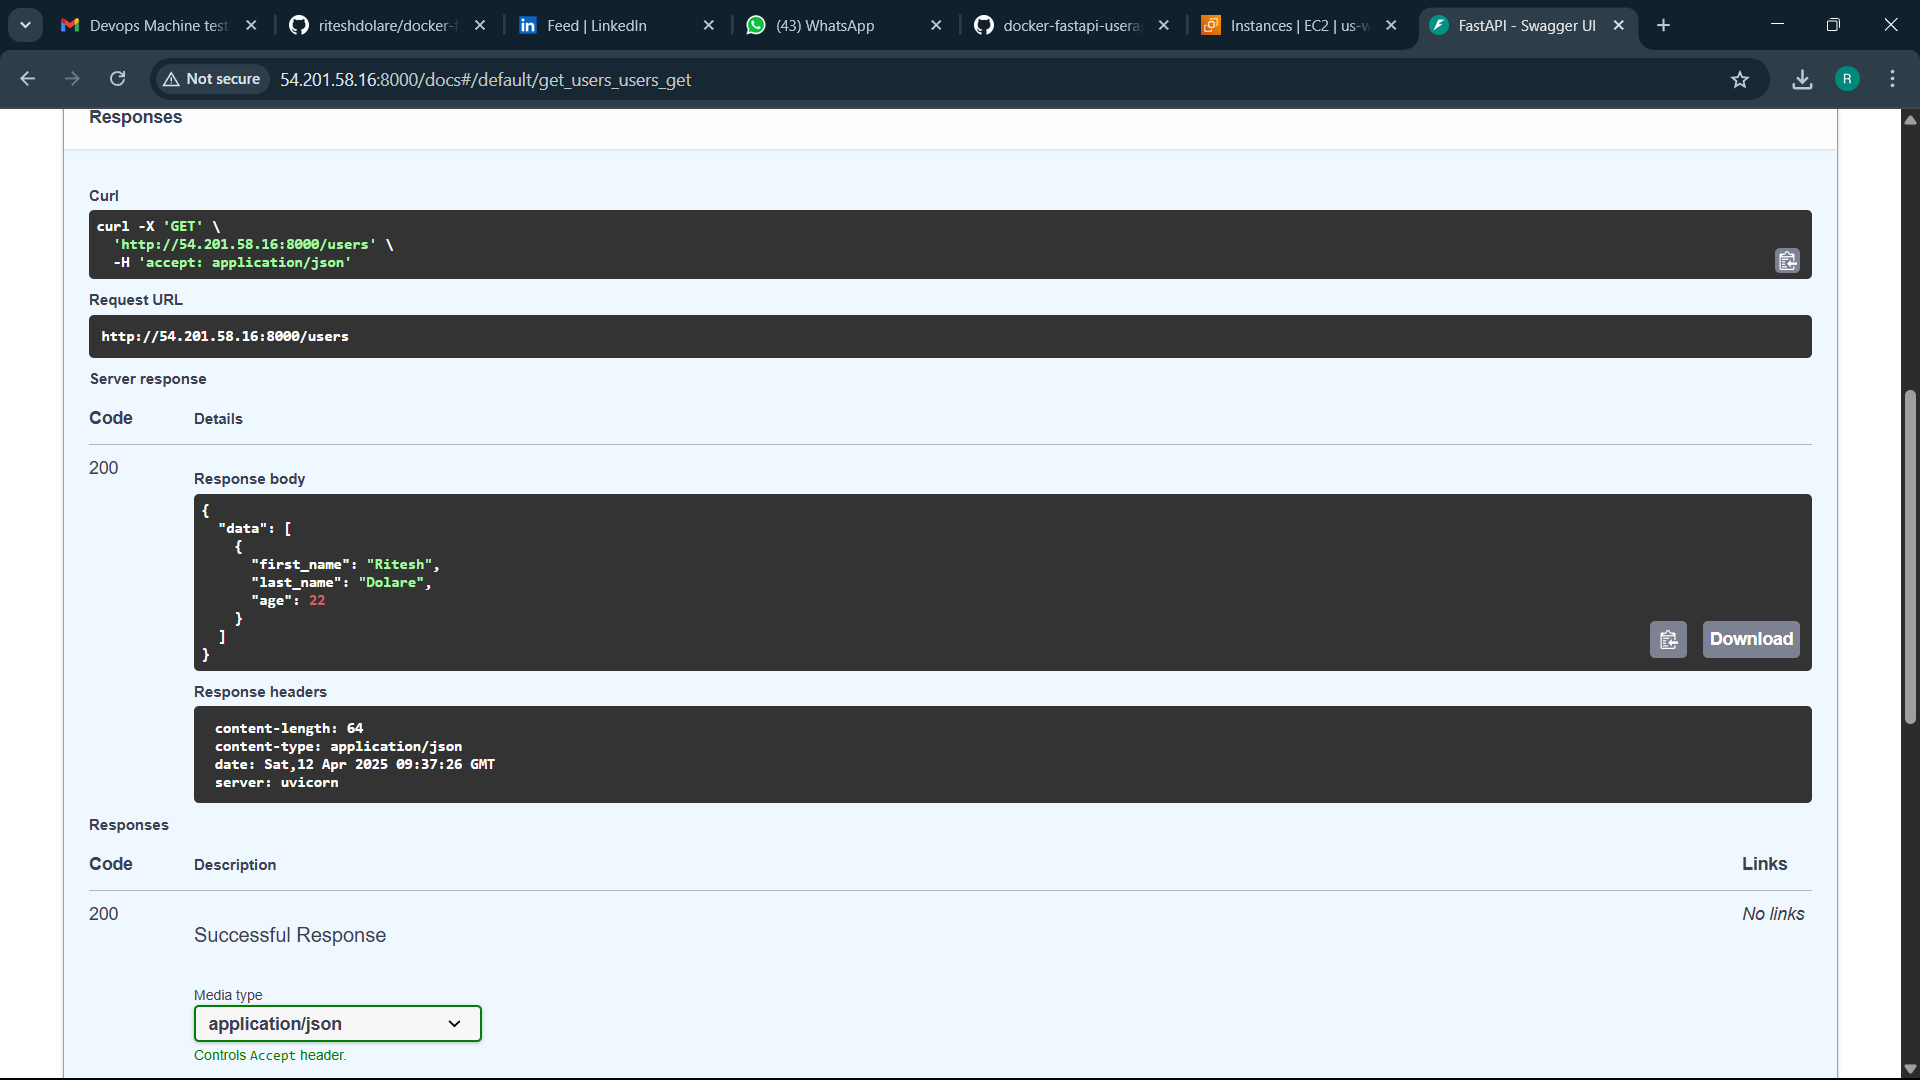 Devops Machine test
riteshdolare/docker-f
Feed | LinkedIn
(43) WhatsApp
docker-fastapi-usera
Instances | EC2 | us-w
FastAPI - Swagger UI
Not secure
54.201.58.16:8000/docs#/default/get_users_users_get
R
Responses
Curl
curl -X 'GET' \
'http://54.201.58.16:8000/users' \
-H 'accept: application/json'
Request URL
http://54.201.58.16:8000/users
Server response
Code Details
200
Response body
{
"data": [
{
"first_name": "Ritesh",
"last_name": "Dolare",
"age": 22
}
]
}
Download
Response headers
content-length: 64
content-type: application/json
date: Sat,12 Apr 2025 09:37:26 GMT
server: uvicorn
Responses
Code Description Links
200 No links
Successful Response
Media type
application/json
Controls Accept header.